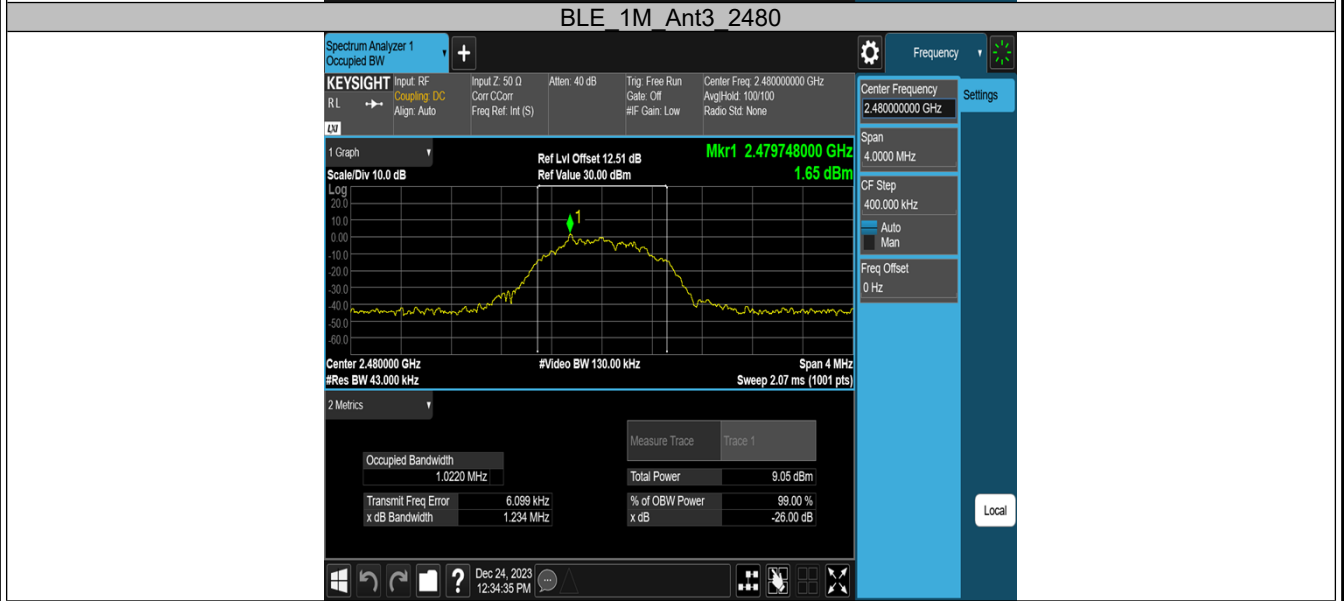 BLE_1M_Ant3_2480
Spectrum Analyzer 1
Occupied BW
+
Frequency
KEYSIGHT
RL
LXI
Input: RF
Coupling: DC
Align: Auto
Input Z: 50 Ω
Corr CCorr
Freq Ref: Int (S)
Atten: 40 dB
Trig: Free Run
Gate: Off
#IF Gain: Low
Center Freq: 2.480000000 GHz
Avg|Hold: 100/100
Radio Std: None
Center Frequency
2.480000000 GHz
Settings
Span
4.0000 MHz
CF Step
400.000 kHz
Auto
Man
Freq Offset
0 Hz
Local
1 Graph
Scale/Div 10.0 dB
Ref Lvl Offset 12.51 dB
Ref Value 30.00 dBm
Mkr1 2.479748000 GHz
1.65 dBm
Log
20.0
10.0
0.00
-10.0
-20.0
-30.0
-40.0
-50.0
-60.0
1
Center 2.480000 GHz
#Res BW 43.000 kHz
#Video BW 130.00 kHz
Span 4 MHz
Sweep 2.07 ms (1001 pts)
2 Metrics
Measure Trace Trace 1
Occupied Bandwidth
1.0220 MHz
Total Power 9.05 dBm
Transmit Freq Error 6.099 kHz
% of OBW Power 99.00 %
x dB Bandwidth 1.234 MHz
x dB -26.00 dB
?
Dec 24, 2023
12:34:35 PM